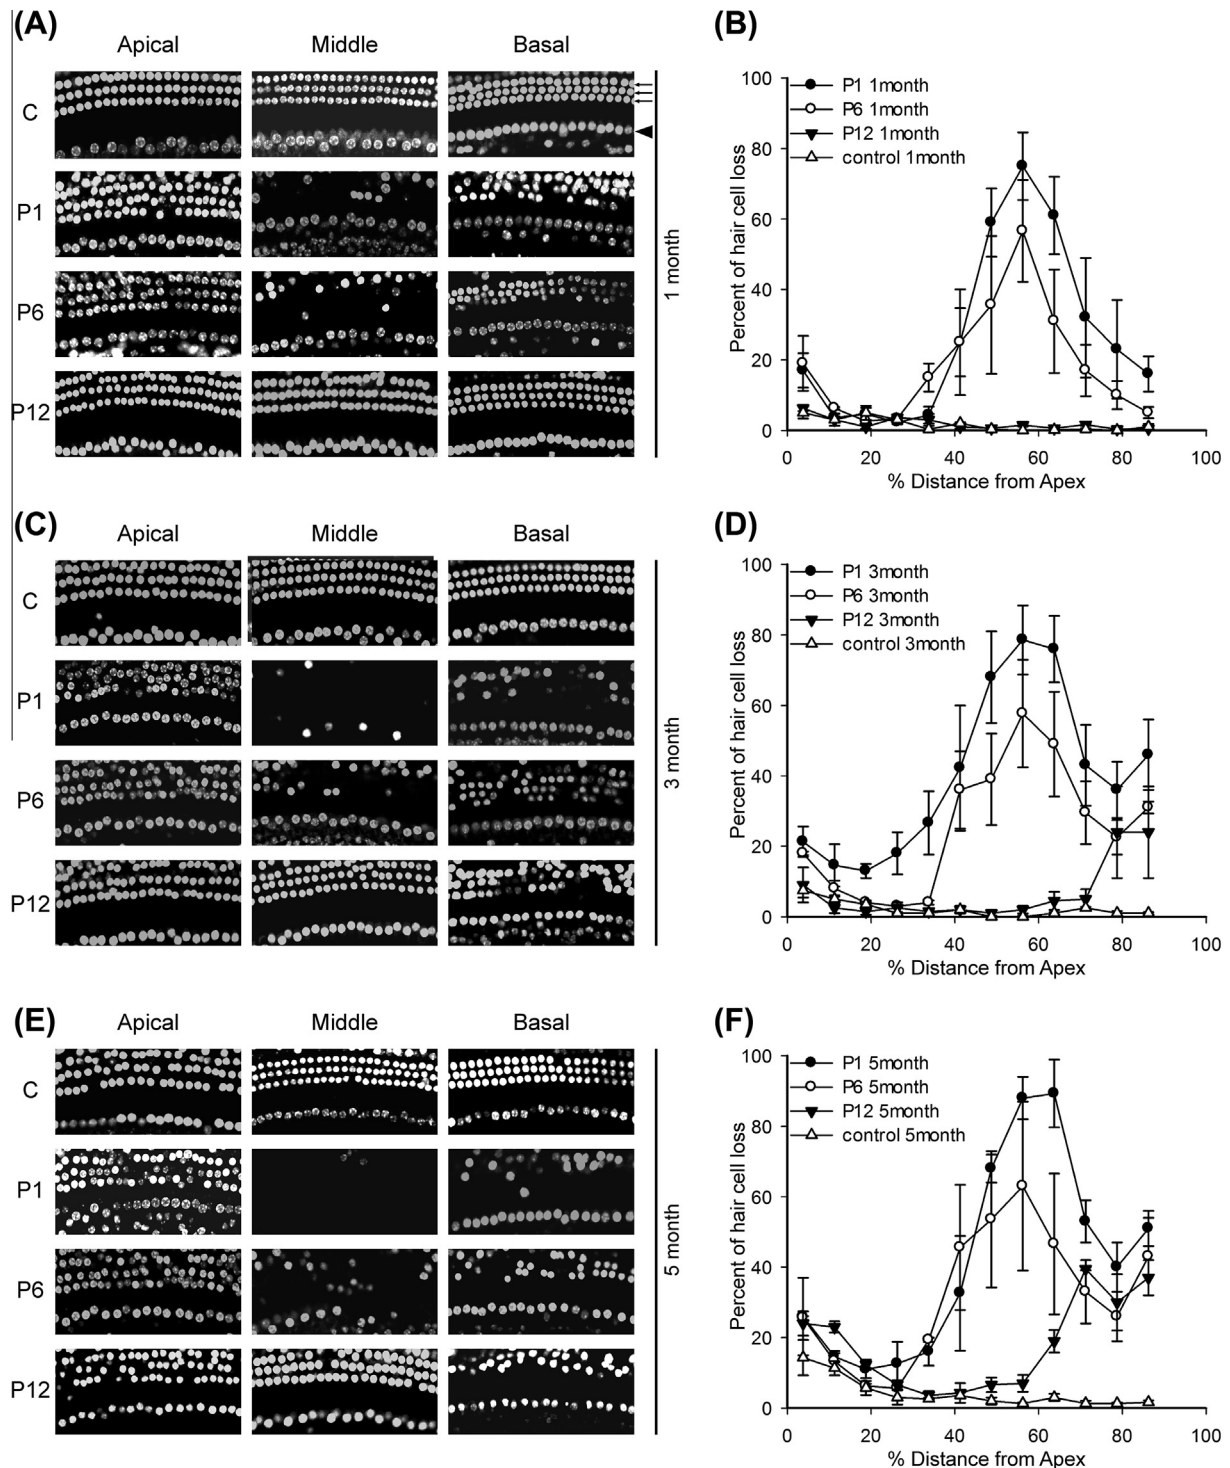 (A)
Apical Middle Basal
C
P1
P6
P12
1 month
(B)
100
80
60
40
20
0
Percent of hair cell loss
P1 1month
P6 1month
P12 1month
control 1month
0 20 40 60 80 100
% Distance from Apex
(C)
Apical Middle Basal
C
P1
P6
P12
3 month
(D)
100
80
60
40
20
0
Percent of hair cell loss
P1 3month
P6 3month
P12 3month
control 3month
0 20 40 60 80 100
% Distance from Apex
(E)
Apical Middle Basal
C
P1
P6
P12
5 month
(F)
100
80
60
40
20
0
Percent of hair cell loss
P1 5month
P6 5month
P12 5month
control 5month
0 20 40 60 80 100
% Distance from Apex